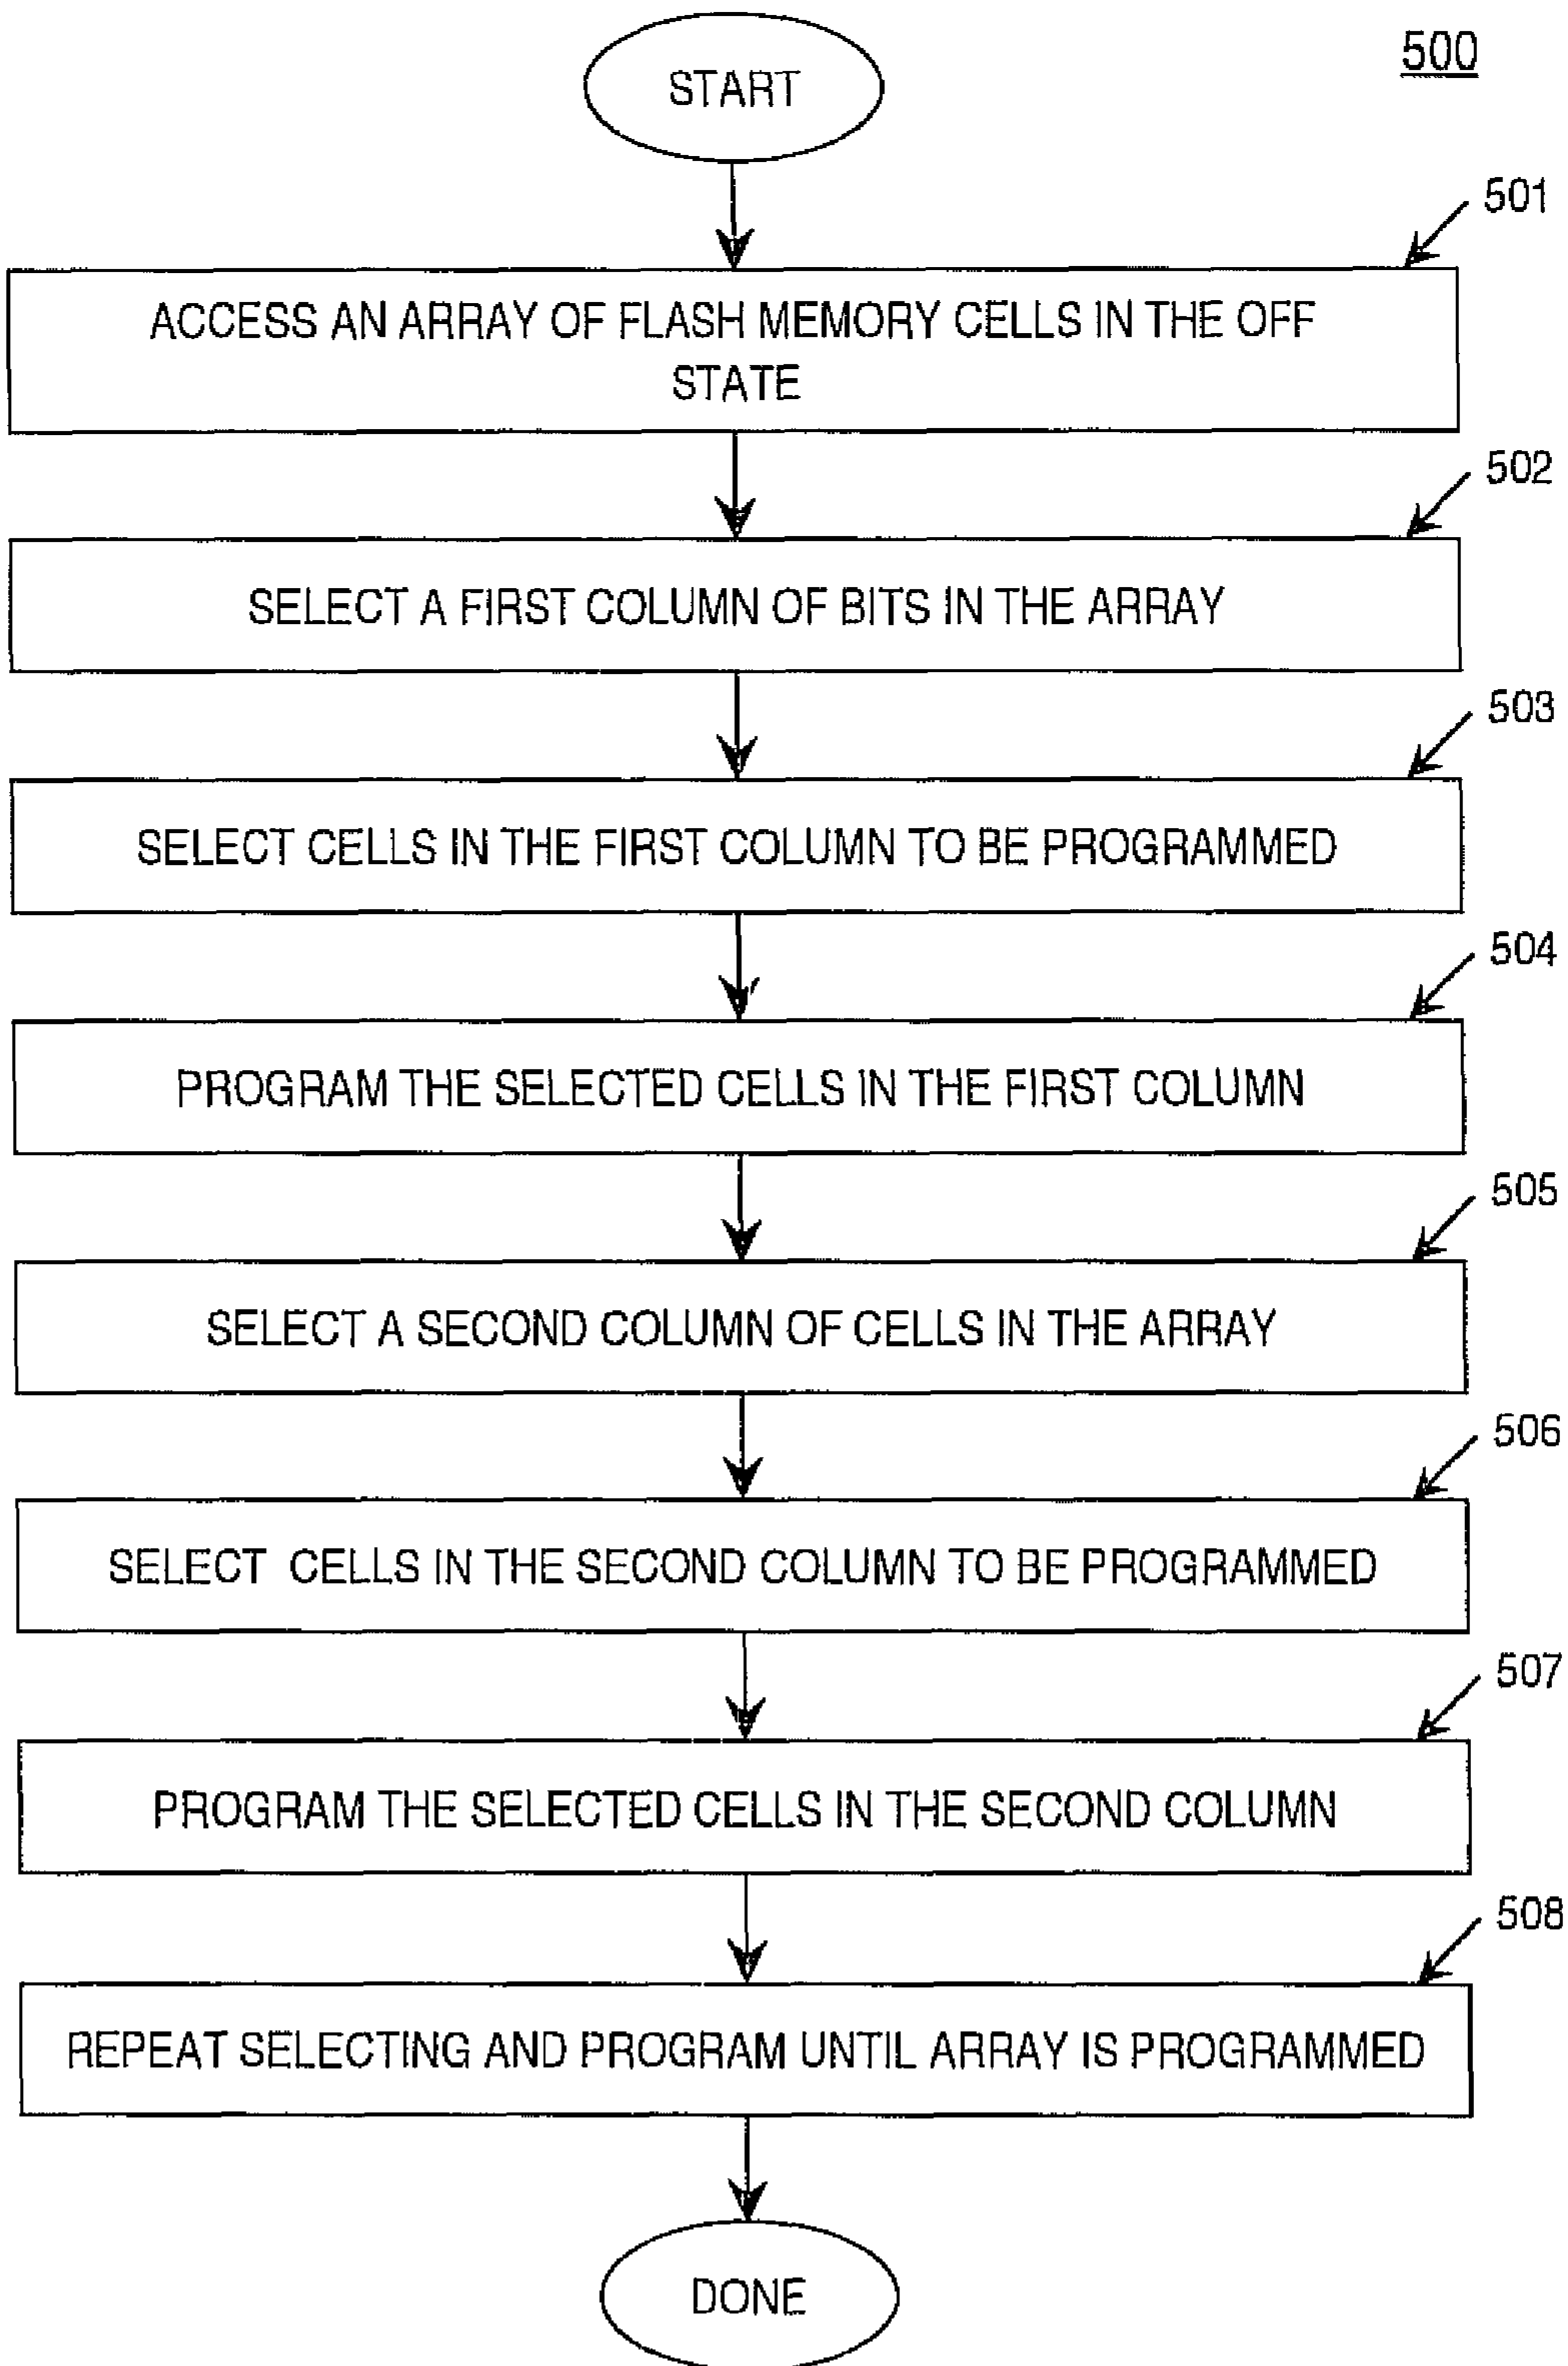 500
START
501
ACCESS AN ARRAY OF FLASH MEMORY CELLS IN THE OFF
STATE
502
SELECT A FIRST COLUMN OF BITS IN THE ARRAY
503
SELECT CELLS IN THE FIRST COLUMN TO BE PROGRAMMED
504
PROGRAM THE SELECTED CELLS IN THE FIRST COLUMN
505
SELECT A SECOND COLUMN OF CELLS IN THE ARRAY
506
SELECT CELLS IN THE SECOND COLUMN TO BE PROGRAMMED
507
PROGRAM THE SELECTED CELLS IN THE SECOND COLUMN
508
REPEAT SELECTING AND PROGRAM UNTIL ARRAY IS PROGRAMMED
DONE